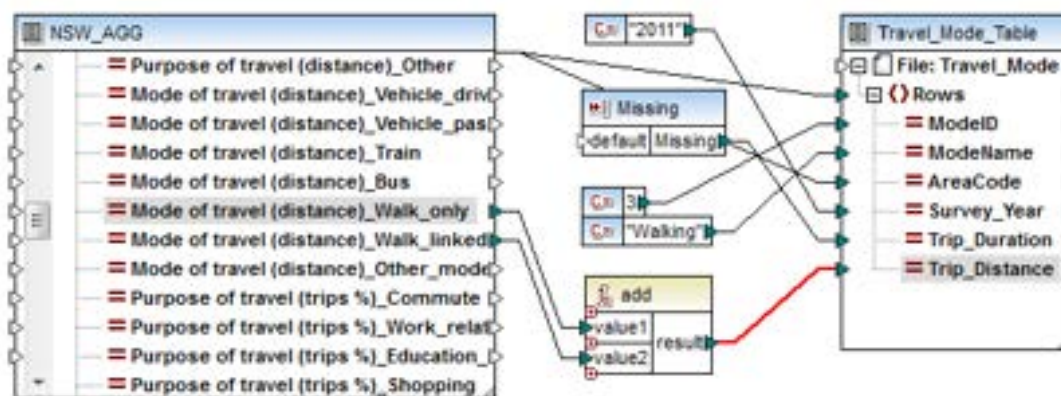 NSW_AGG
Purpose of travel (distance)_Other
Mode of travel (distance)_Vehicle_driv
Mode of travel (distance)_Vehicle_pas
Mode of travel (distance)_Train
Mode of travel (distance)_Bus
Mode of travel (distance)_Walk_only
Mode of travel (distance)_Walk_linked
Mode of travel (distance)_Other_mode
Purpose of travel (trips %)_Commute
Purpose of travel (trips %)_Work_relat
Purpose of travel (trips %)_Education_
Purpose of travel (trips %)_Shopping
"2011"
Missing
default Missing
3
"Walking"
add
value1
result
value2
Travel_Mode_Table
File: Travel_Mode
Rows
ModeID
ModeName
AreaCode
Survey_Year
Trip_Duration
Trip_Distance